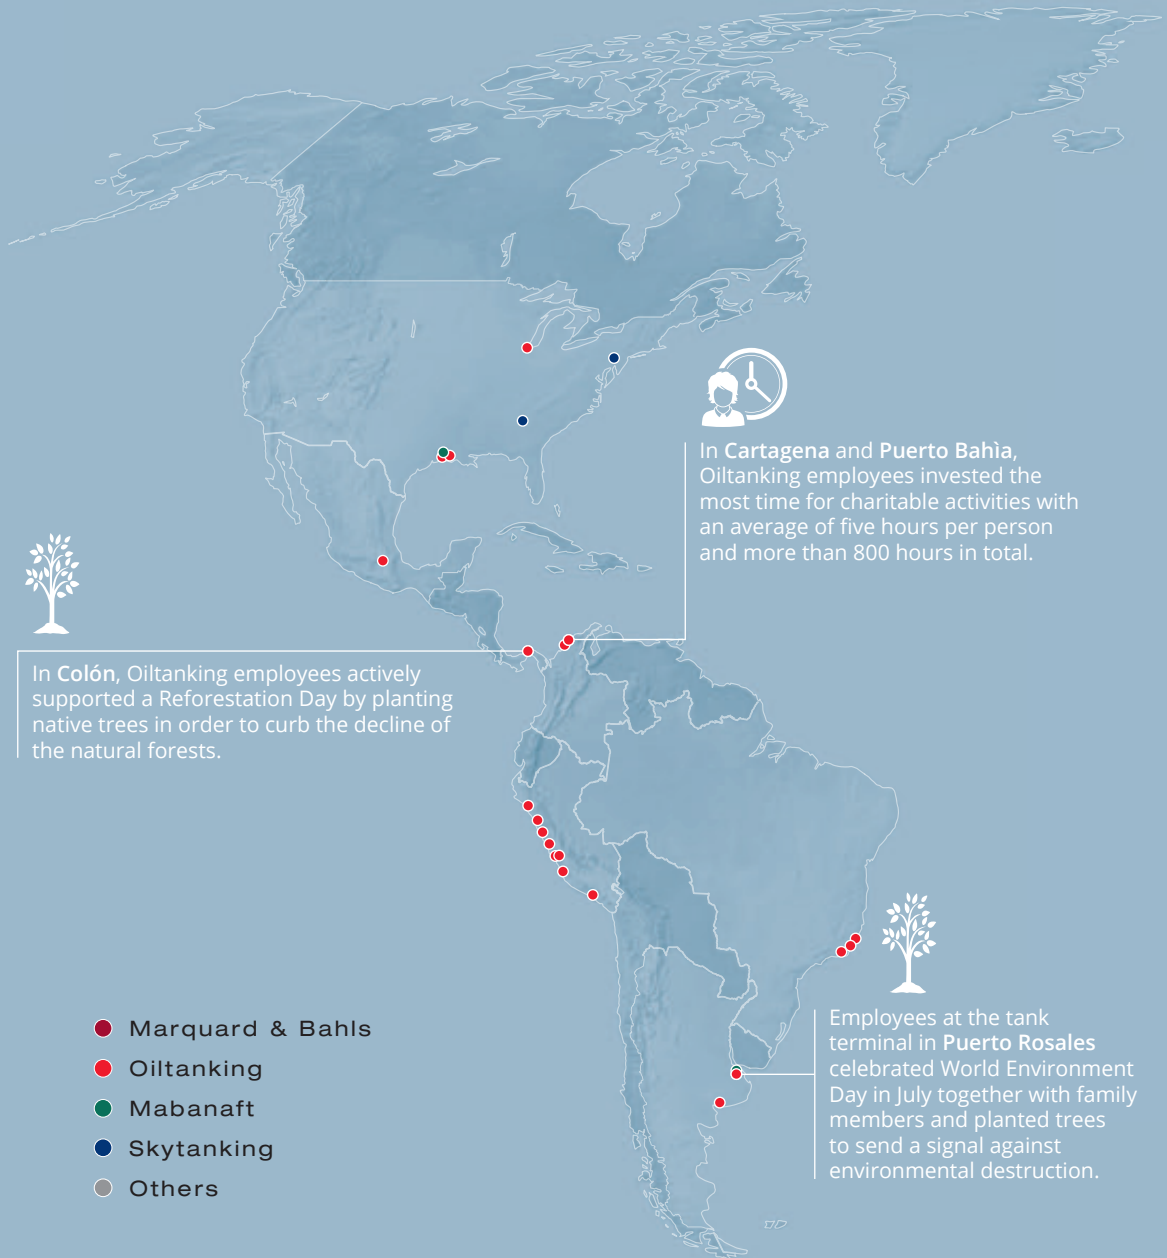 In Cartagena and Puerto Bahìa,
Oiltanking employees invested the
most time for charitable activities with
an average of five hours per person
and more than 800 hours in total.
In Colón, Oiltanking employees actively
supported a Reforestation Day by planting
native trees in order to curb the decline of
the natural forests.
Employees at the tank
terminal in Puerto Rosales
celebrated World Environment
Day in July together with family
members and planted trees
to send a signal against
environmental destruction.
Marquard & Bahls
Oiltanking
Mabanaft
Skytanking
Others